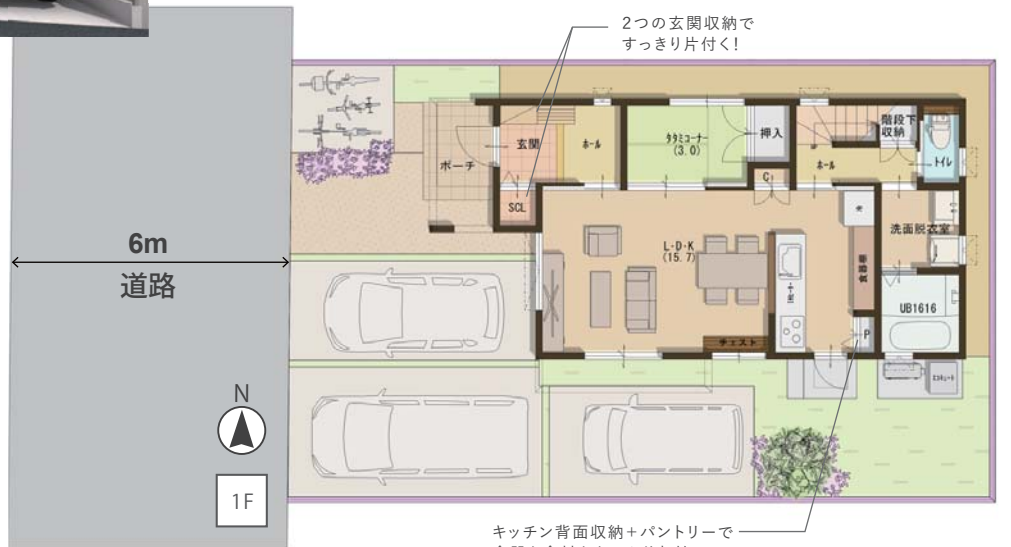 2つの玄関収納で
すっきり片付く！
階段下
収納
玄関
ホール
タタミコーナー
(3.0)
押入
トイレ
ポーチ
ホール
C
SCL
冷
洗面脱衣室
L・D・K
(15.7)
6m
道路
食器棚
UB1616
P
チェスト
N
1F
キッチン背面収納＋パントリーで